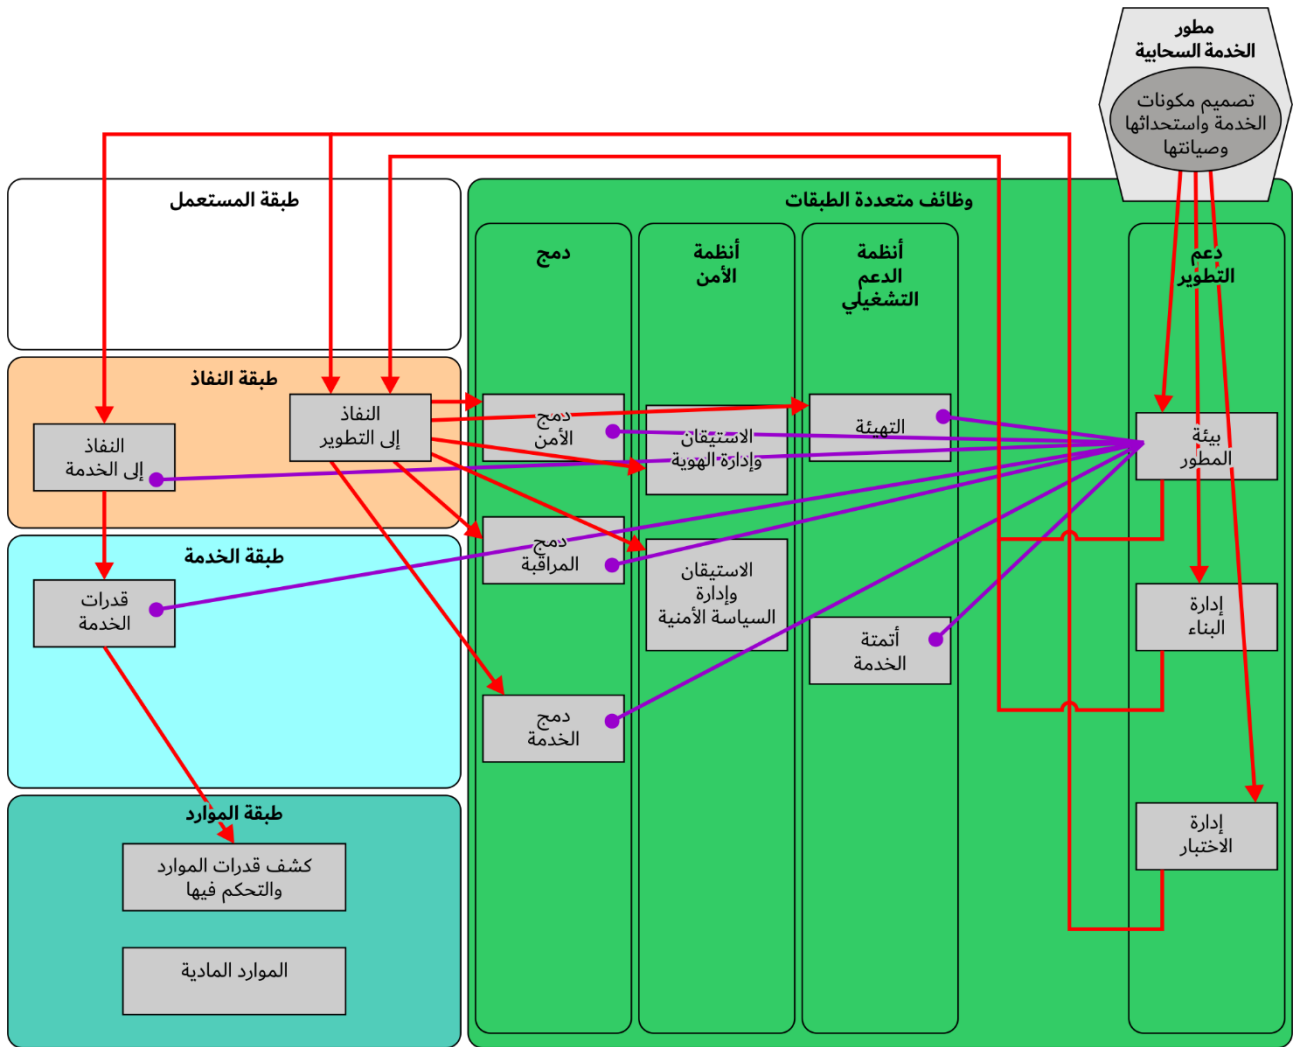 مطور
الخدمة السحابية
تصميم مكونات
الخدمة واستحداثها
وصيانتها
وظائف متعددة الطبقات
طبقة المستعمل
دعم
التطوير
أنظمة
الدعم
التشغيلي
أنظمة
الأمن
دمج
طبقة النفاذ
بيئة
المطور
التهيئة
الاستيقان
وإدارة الهوية
دمج
الأمن
النفاذ
إلى التطوير
النفاذ
إلى الخدمة
طبقة الخدمة
إدارة
البناء
أتمتة
الخدمة
الاستيقان
وإدارة
السياسة الأمنية
دمج
المراقبة
قدرات
الخدمة
دمج
الخدمة
إدارة
الاختبار
طبقة الموارد
كشف قدرات الموارد
والتحكم فيها
الموارد المادية